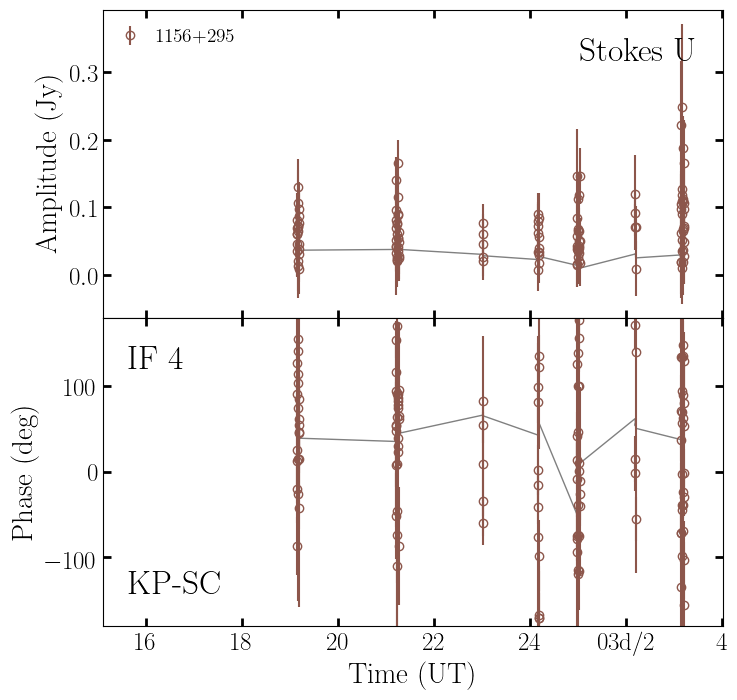 1156+295
Stokes U
Amplitude (Jy)
0.3
0.2
0.1
0.0
IF 4
Phase (deg)
100
0
−100
KP-SC
16 18 20 22 24 03d/2 4
Time (UT)